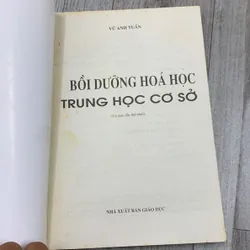 VŨ ANH TUẤN
BỒI DƯỠNG HOÁ HỌC
TRUNG HỌC CƠ SỞ
NHÀ XUẤT BẢN GIÁO DỤC